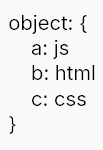 object: {
    a: js
    b: html
    c: css
}